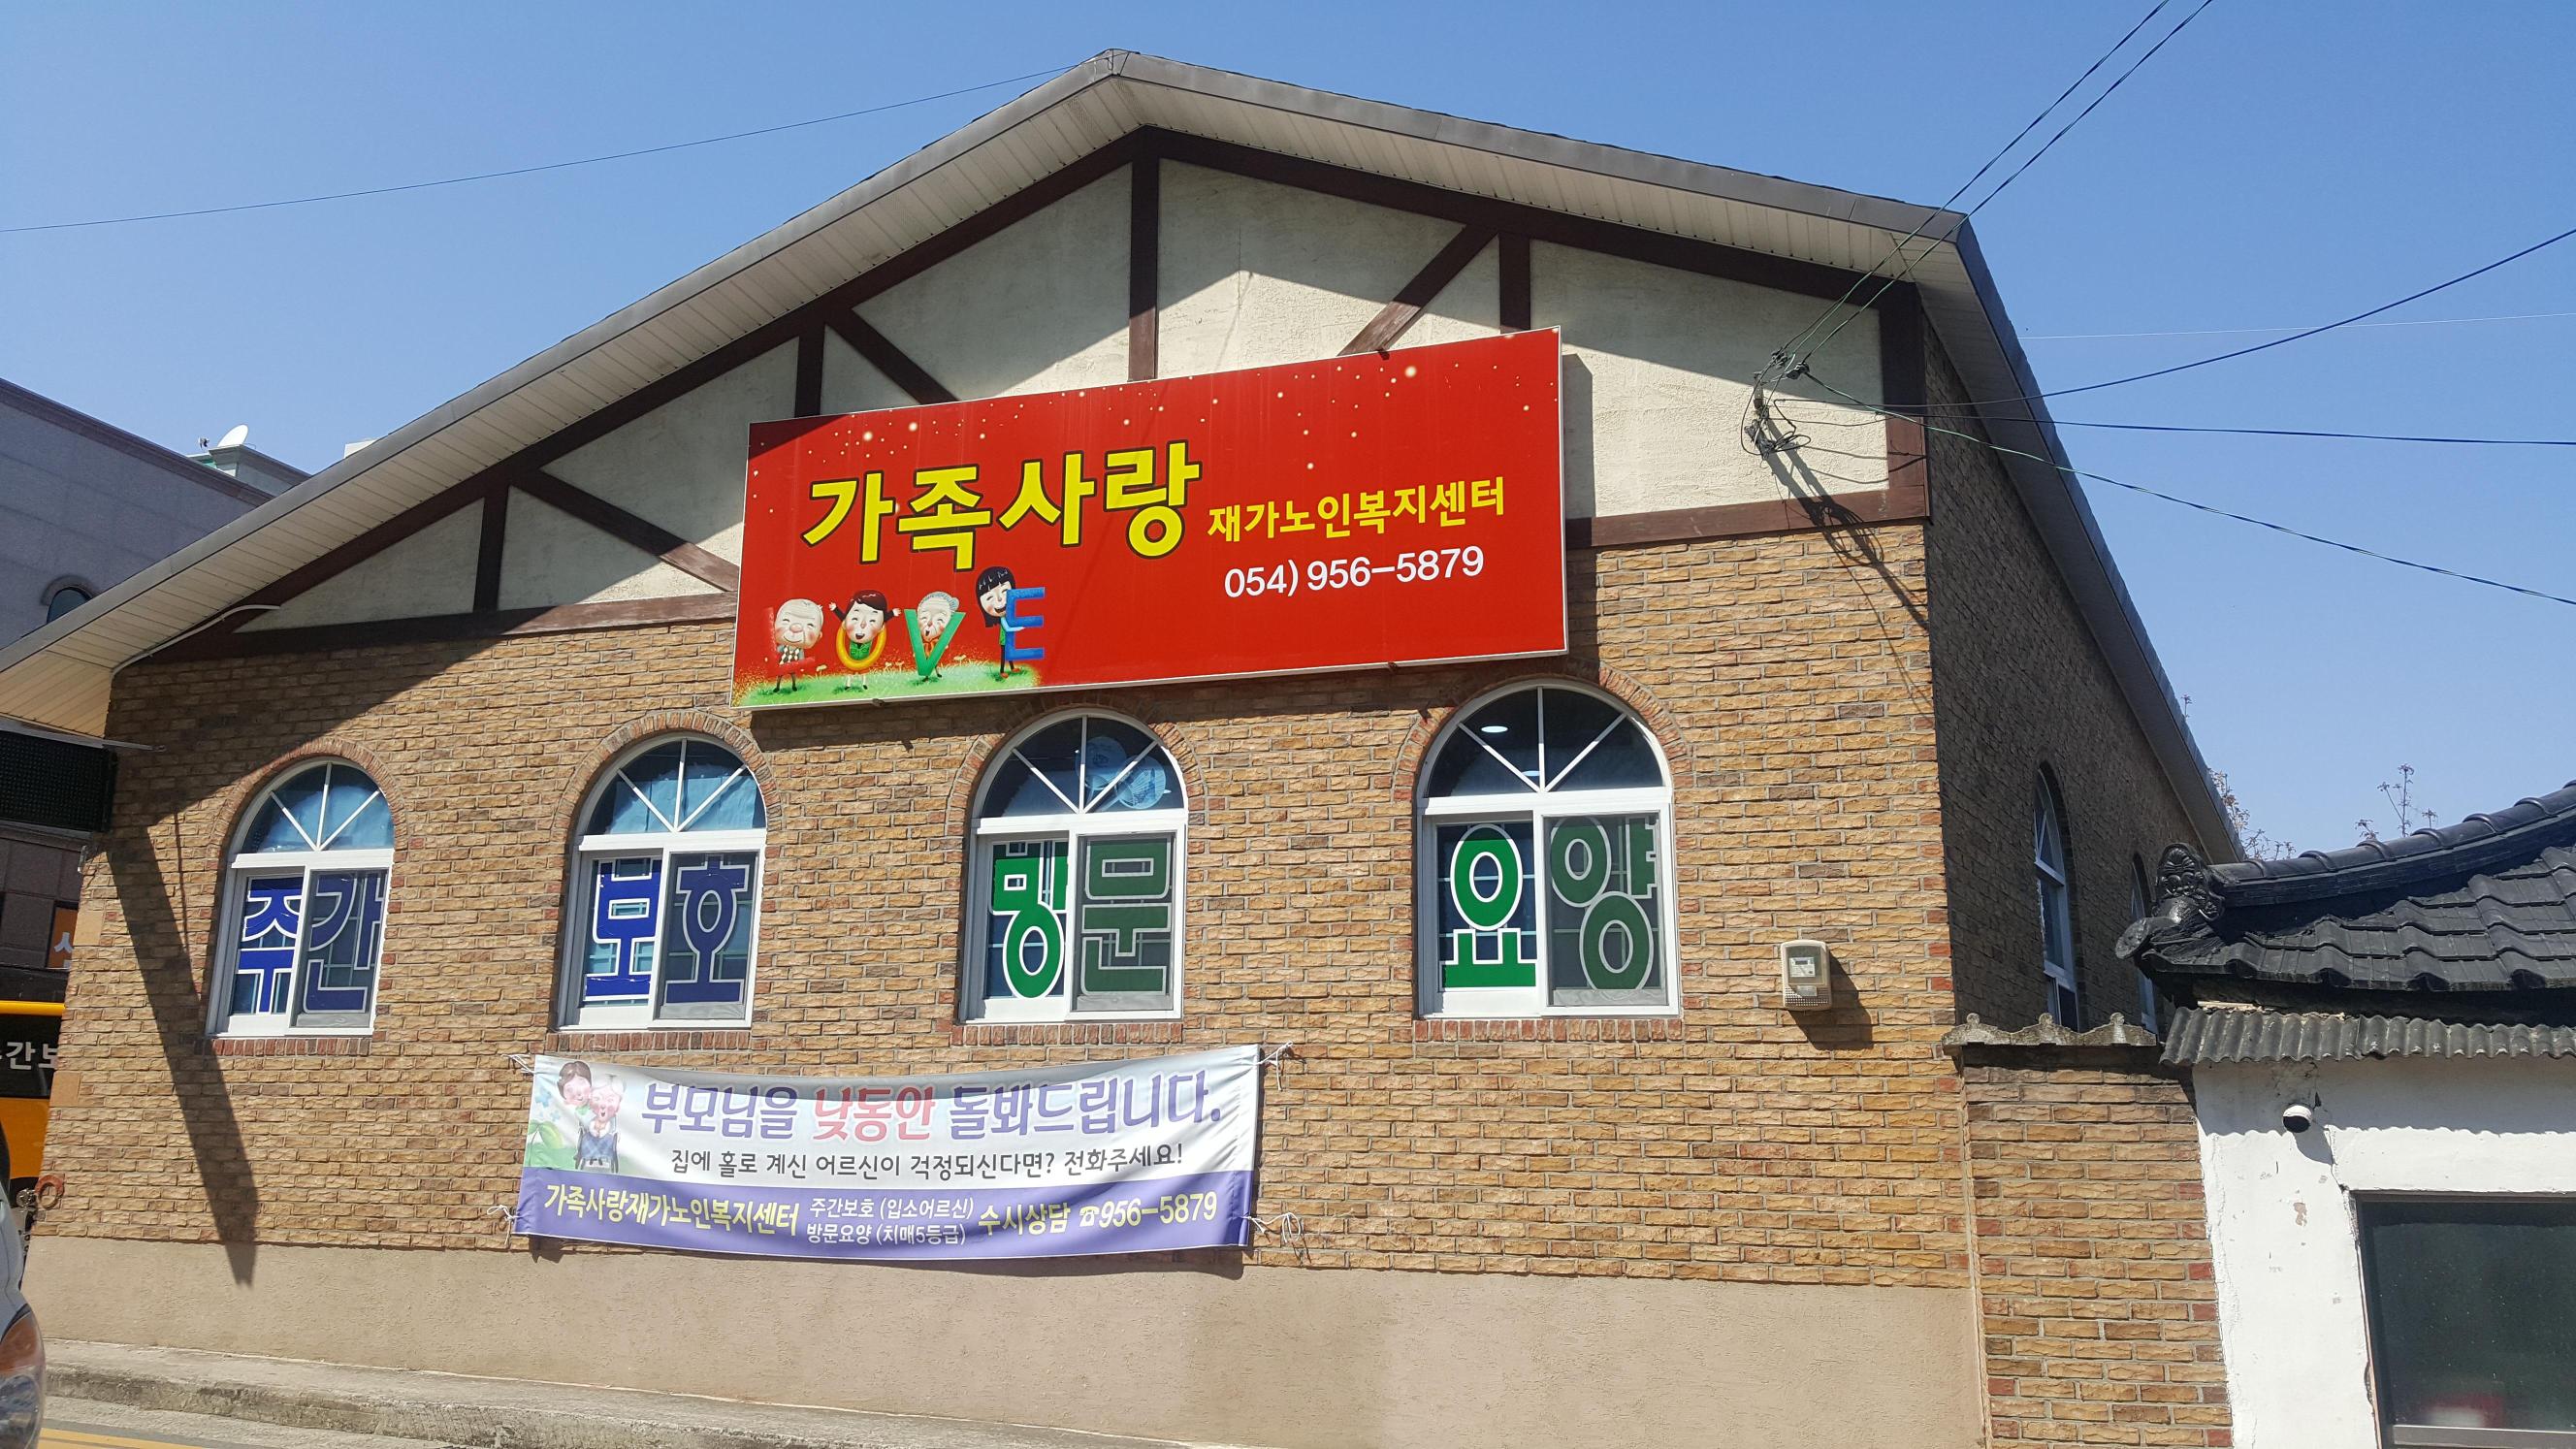 가족사랑 재가노인복지센터
054) 956-5879
LOVE
주간 보호 방문 요양
부모님을 낮동안 돌봐드립니다.
집에 홀로 계신 어르신이 걱정되신다면? 전화주세요!
가족사랑재가노인복지센터 주간보호 (입소어르신) 수시상담 ☎956-5879
방문요양 (치매5등급)